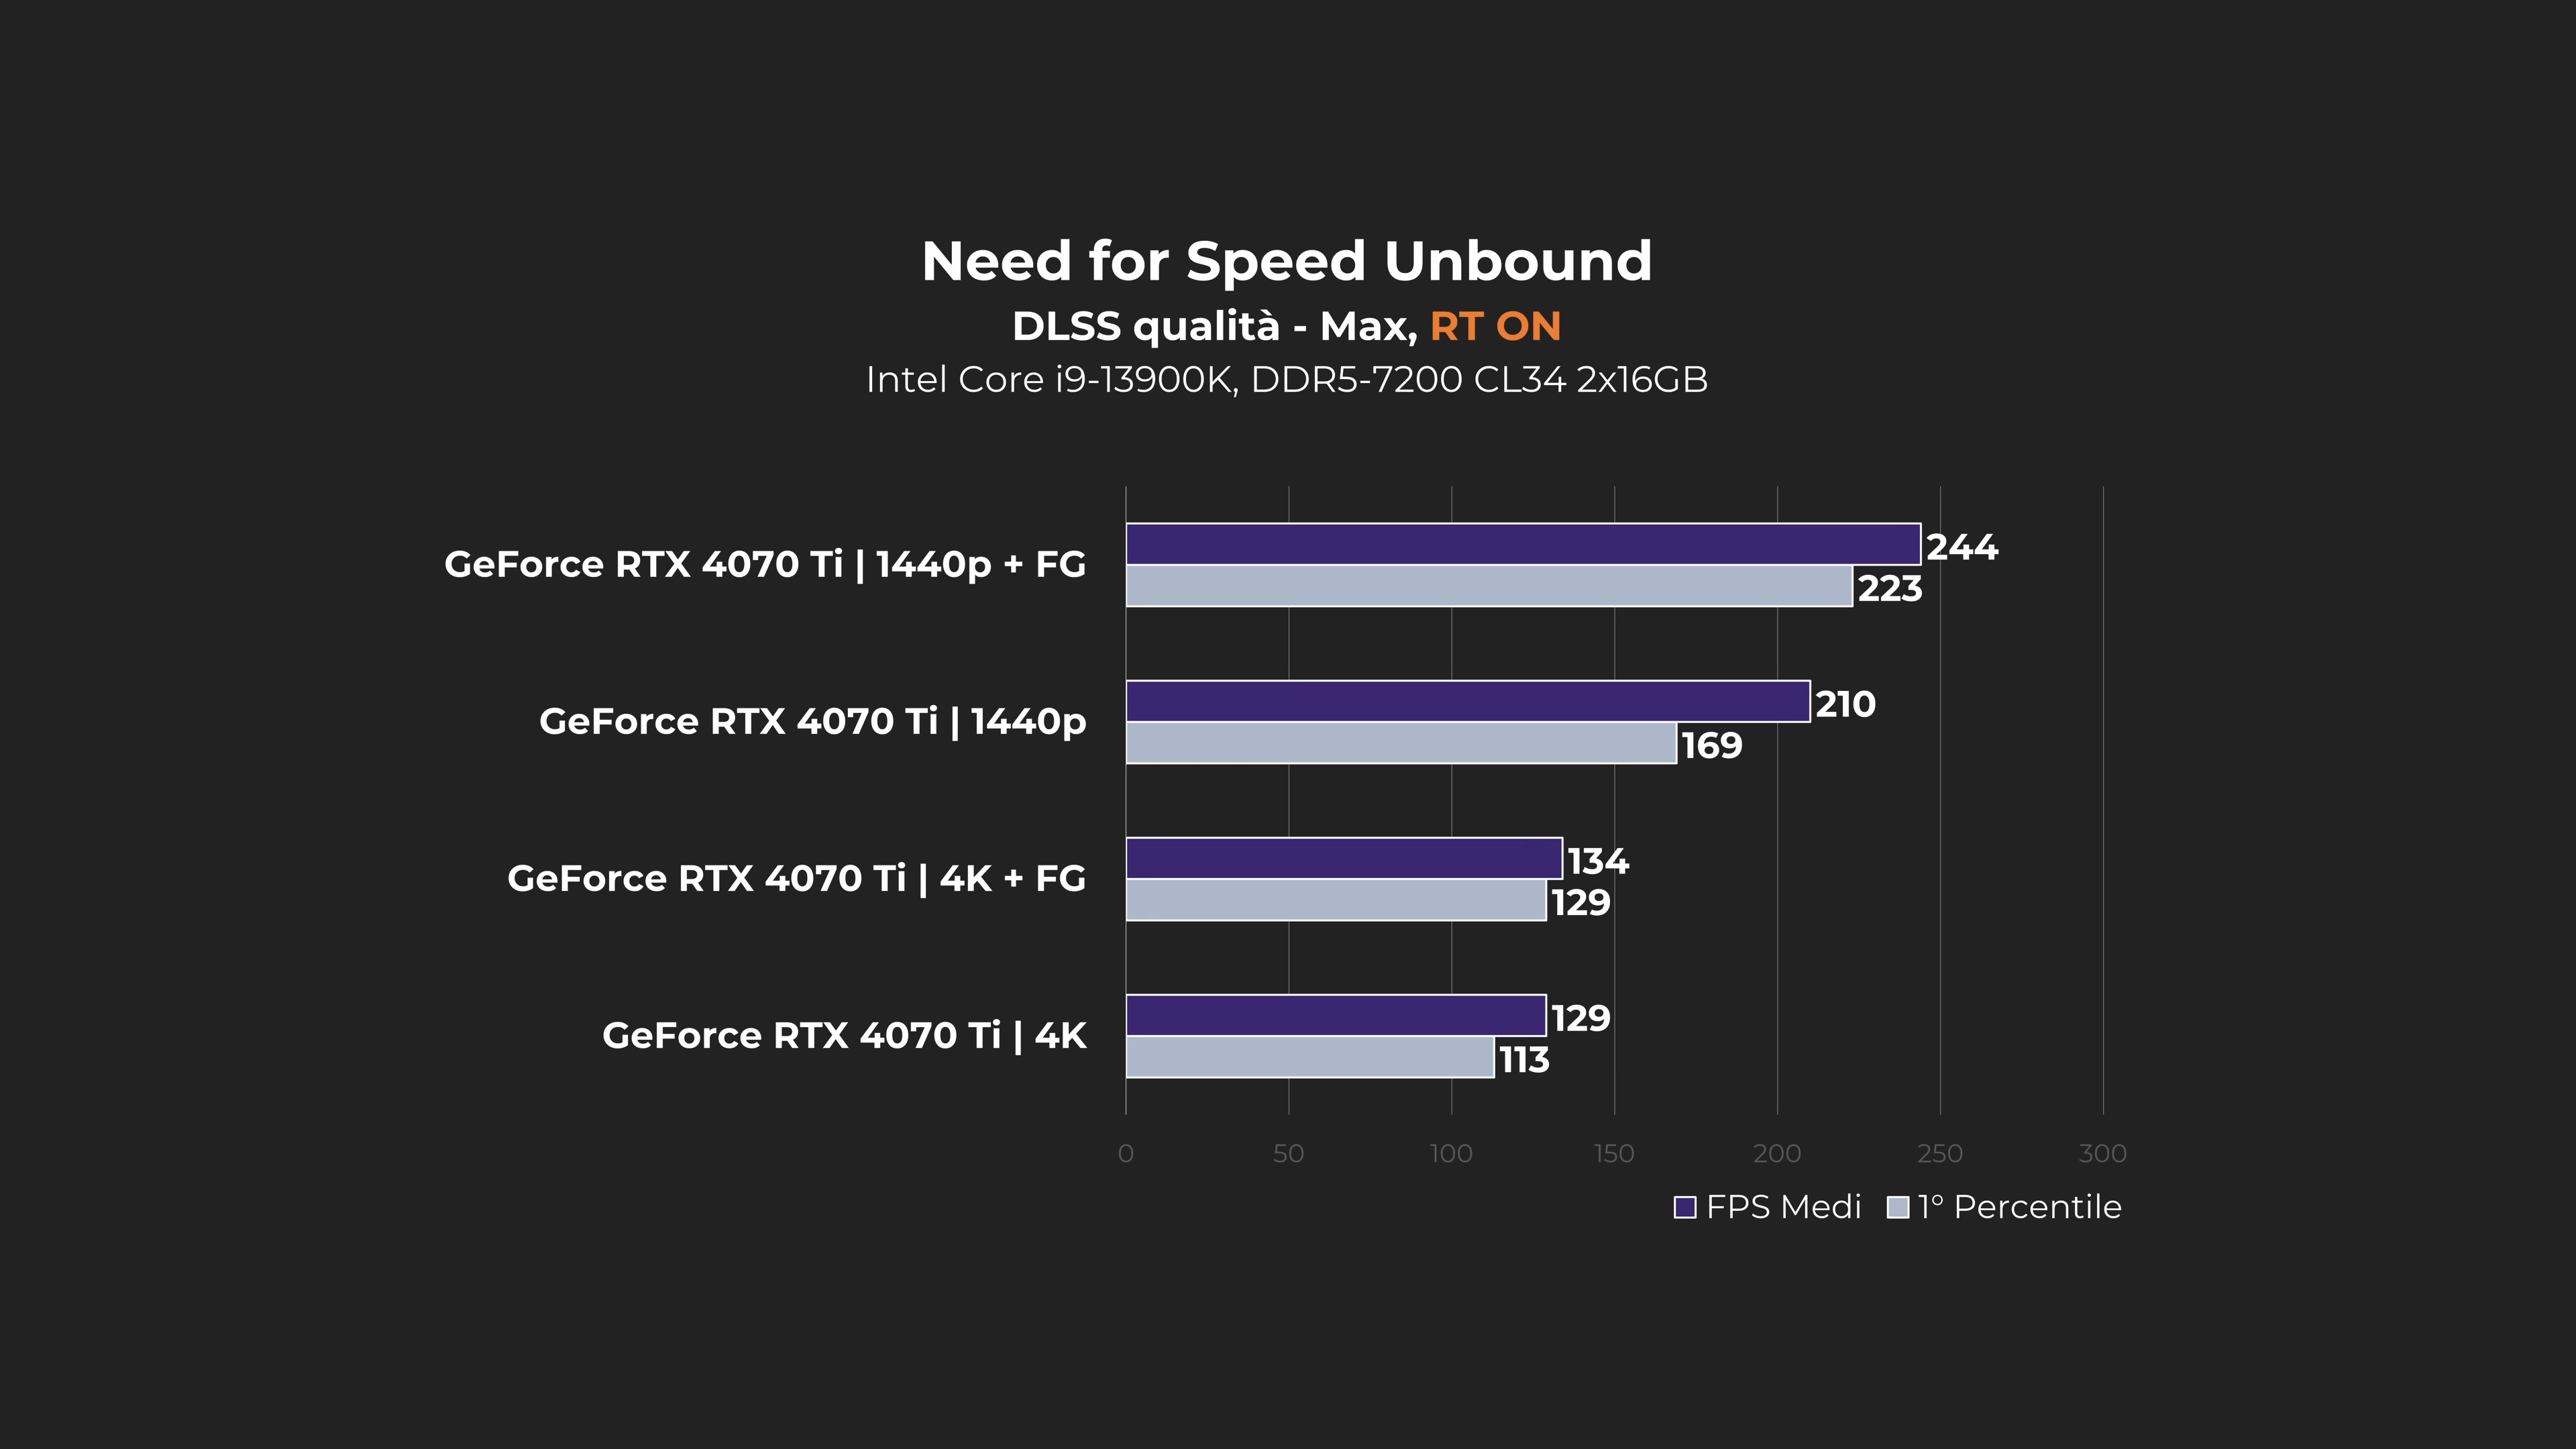 Need for Speed Unbound
DLSS qualità - Max, RT ON
Intel Core i9-13900K, DDR5-7200 CL34 2x16GB
GeForce RTX 4070 Ti | 1440p + FG
244
223
GeForce RTX 4070 Ti | 1440p
210
169
GeForce RTX 4070 Ti | 4K + FG
134
129
GeForce RTX 4070 Ti | 4K
129
113
0 50 100 150 200 250 300
FPS Medi 1° Percentile